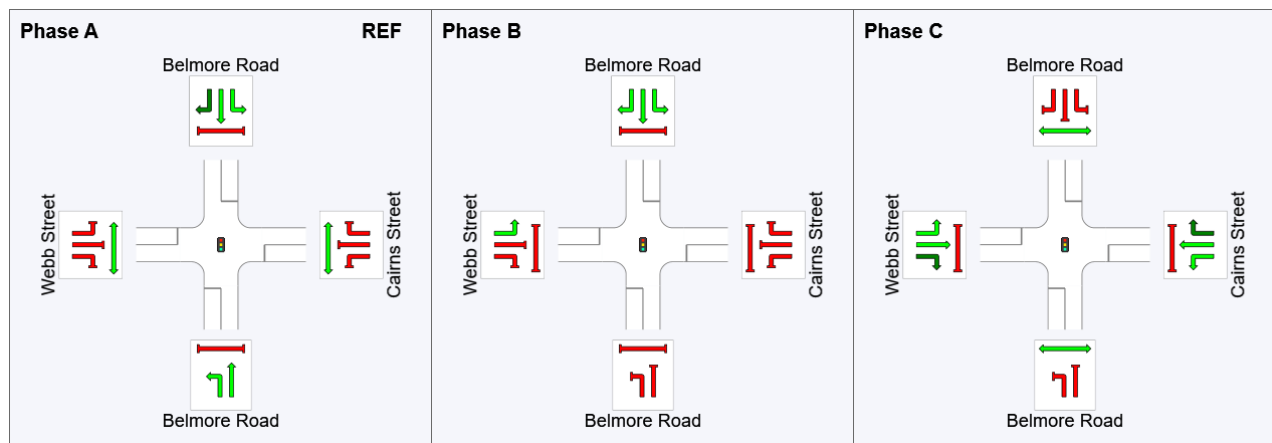 Phase A
REF
Belmore Road
Webb Street
Cairns Street
Belmore Road
Phase B
Belmore Road
Webb Street
Cairns Street
Belmore Road
Phase C
Belmore Road
Webb Street
Cairns Street
Belmore Road